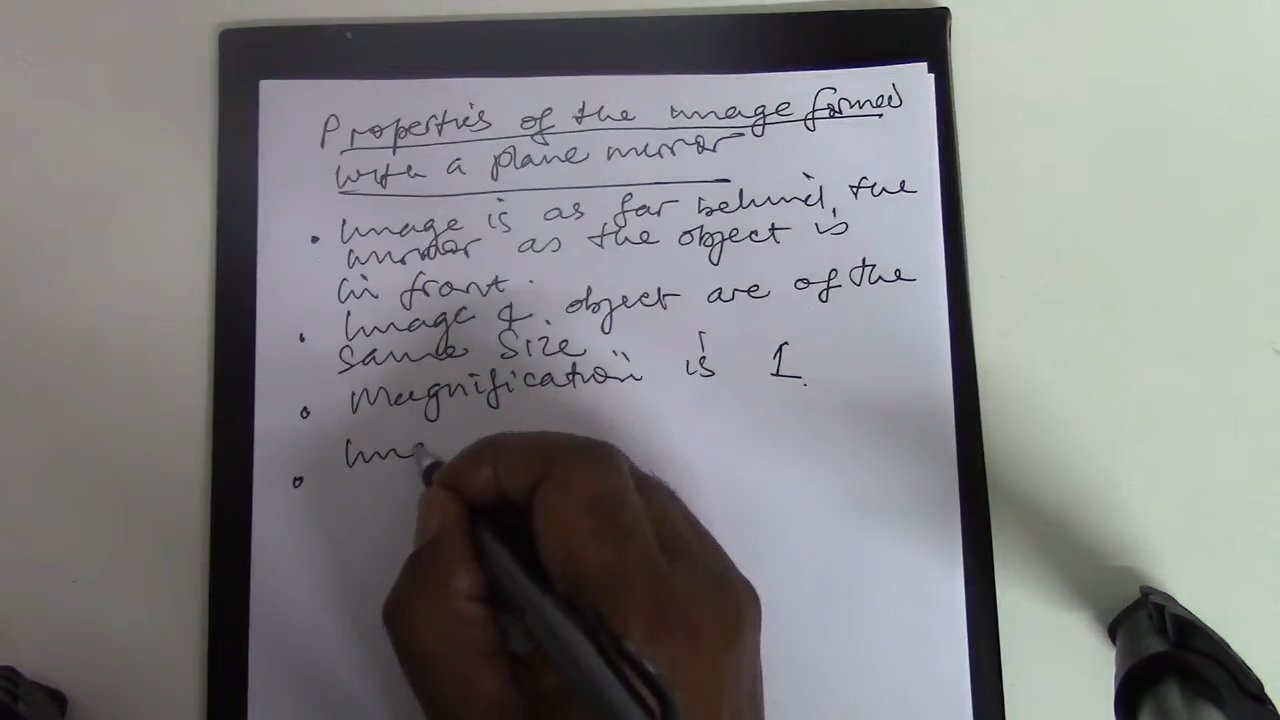 Properties of the image formed
with a plane mirror
• Image is as far behind, the
mirror as the object is
in front.
• Image & object are of the
same size
• Magnification is 1.
• Ima